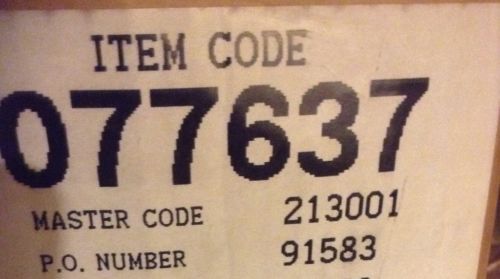 ITEM CODE
077637
MASTER CODE 213001
P.O. NUMBER 91583